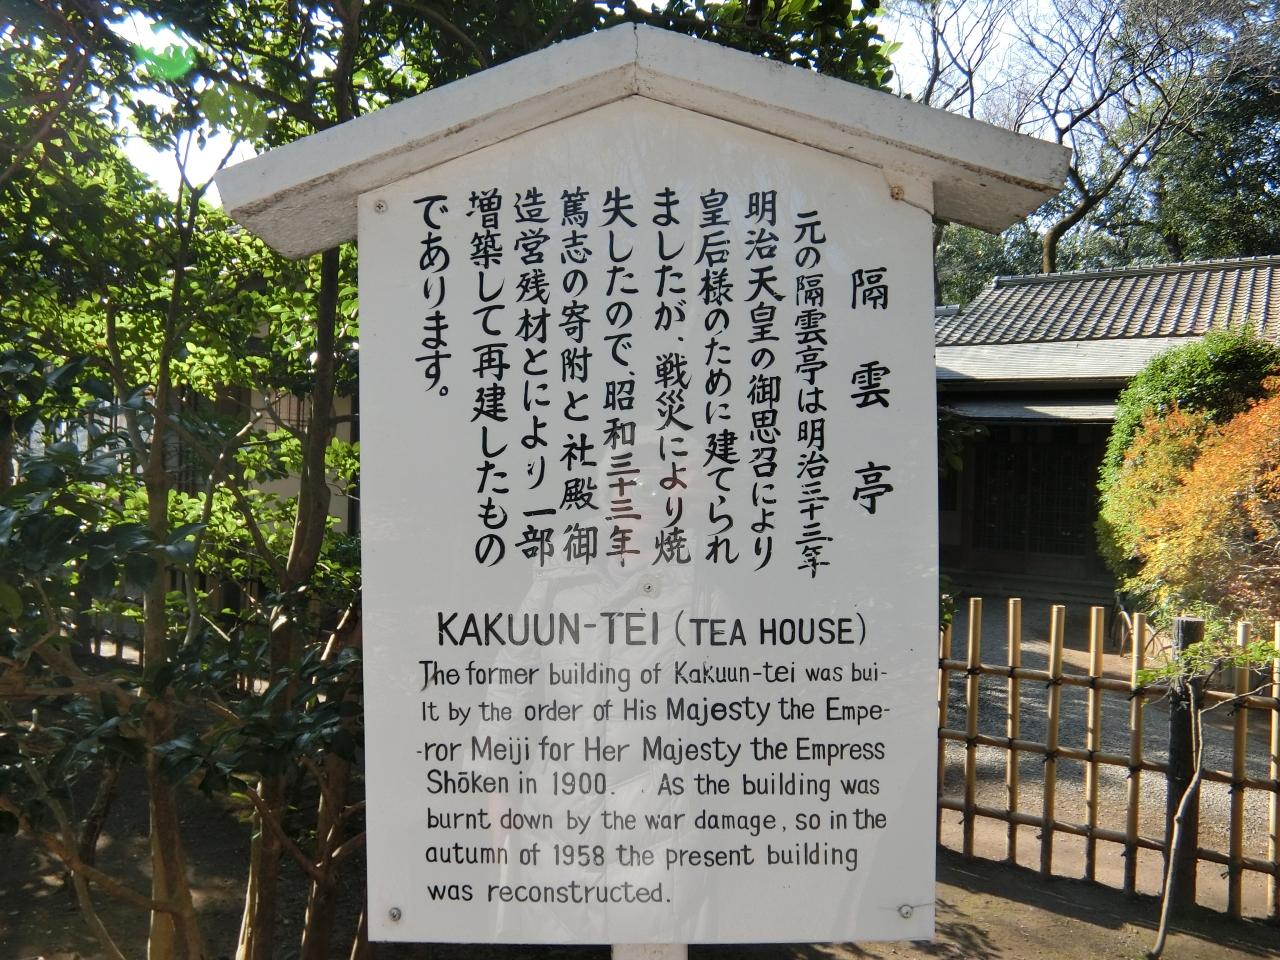 隔雲亭
元の隔雲亭は明治三十三年
明治天皇の御思召により
皇后様のために建てられ
ましたが、戦災により焼
失したので、昭和三十三年
篤志の寄附と社殿御
造営残材とにより一部
増築して再建したもの
であります。
KAKUUN-TEI (TEA HOUSE)
The former building of Kakuun-tei was bui-
lt by the order of His Majesty the Empe-
-ror Meiji for Her Majesty the Empress
Shōken in 1900. As the building was
burnt down by the war damage, so in the
autumn of 1958 the present building
was reconstructed.